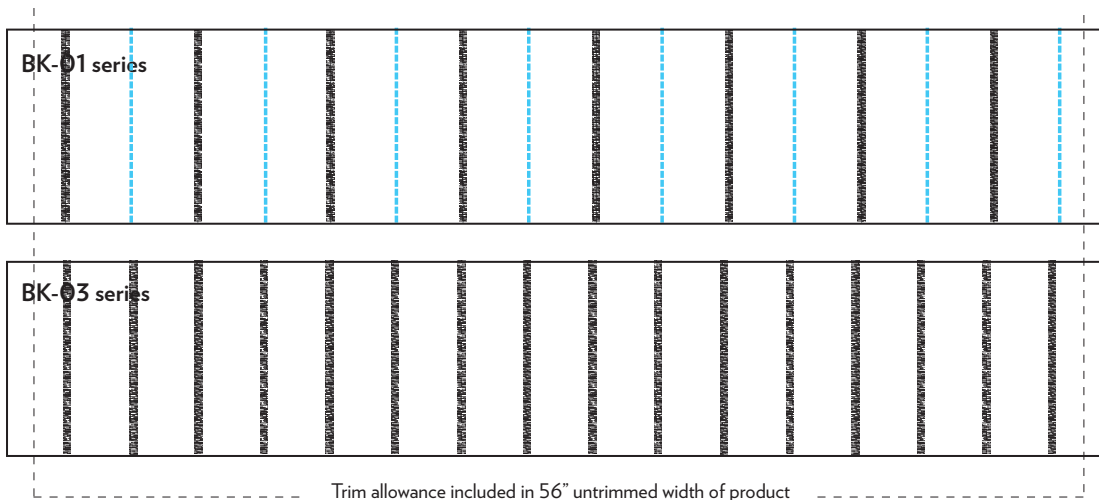 BK-01 series
BK-03 series
Trim allowance included in 56” untrimmed width of product